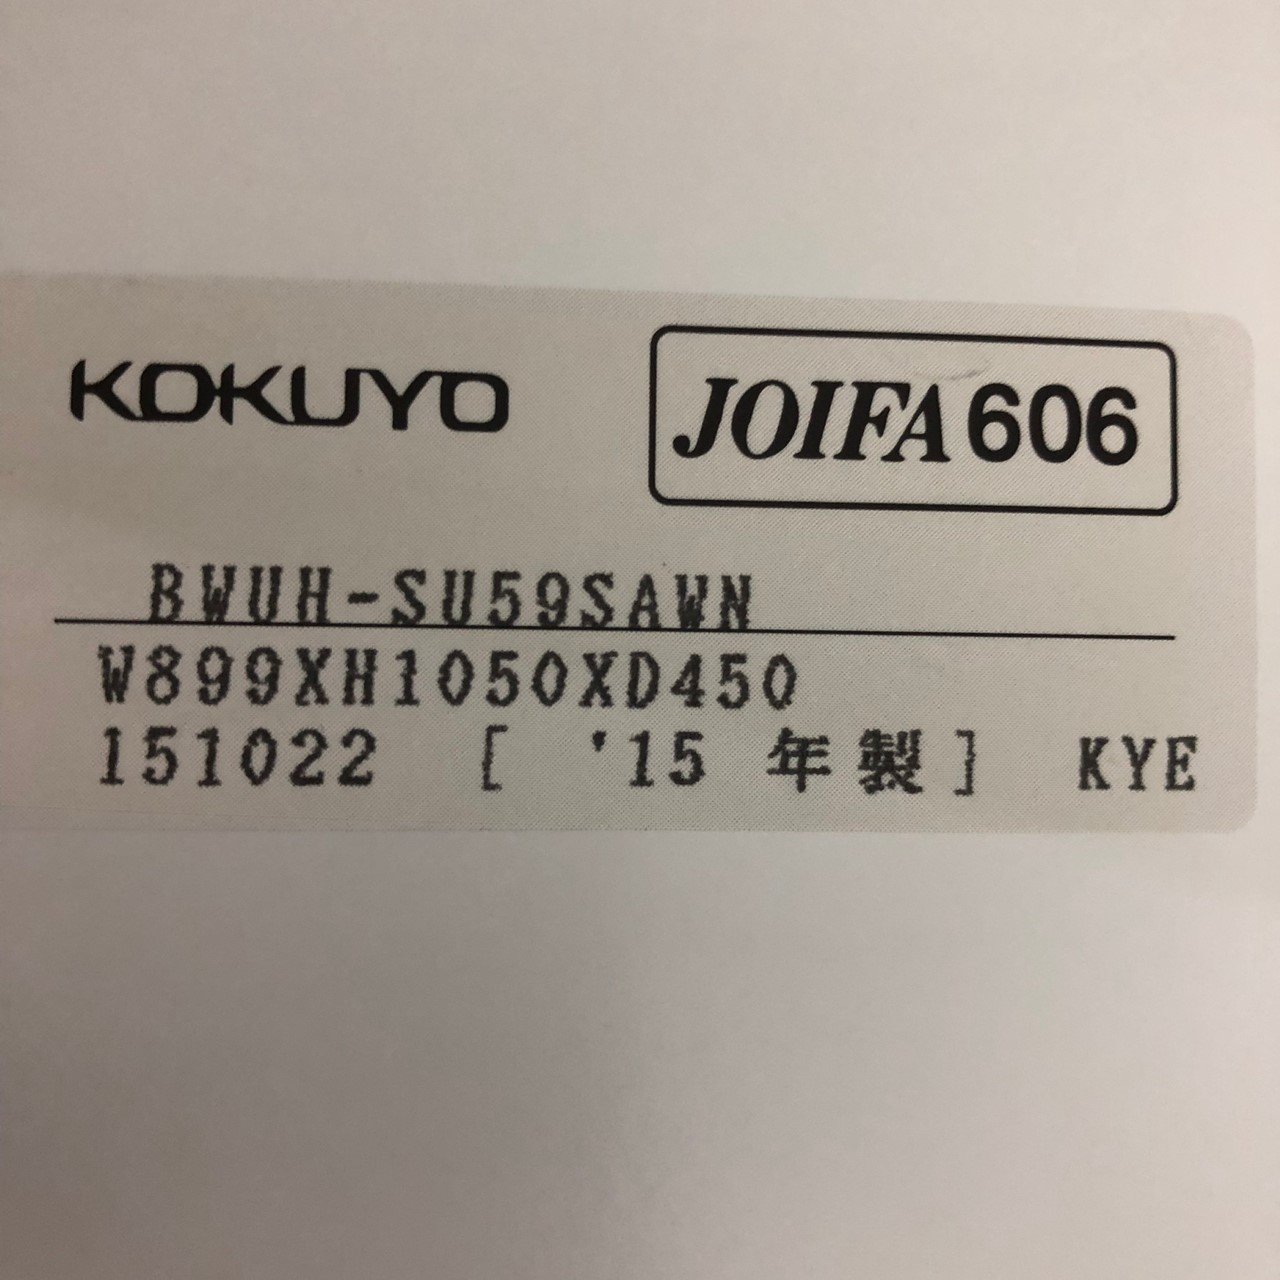 KOKUYO
JOIFA606
BWUH-SU59SAWN
W899XH1050XD450
151022 [ '15 年製] KYE